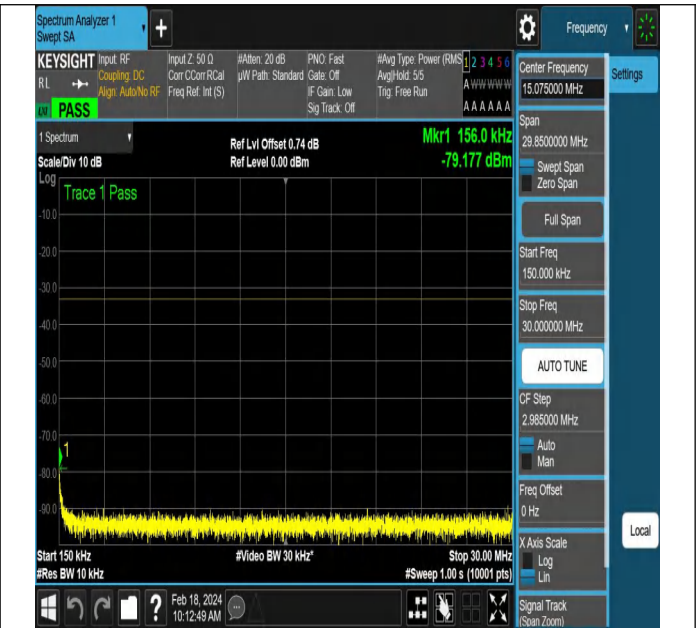 Spectrum Analyzer 1
Swept SA
+
Frequency
KEYSIGHT
RL
Input: RF
Coupling: DC
Align: Auto/No RF
Input Z: 50 Ω
Corr CCorr RCal
Freq Ref: Int (S)
#Atten: 20 dB
µW Path: Standard
PNO: Fast
Gate: Off
IF Gain: Low
Sig Track: Off
#Avg Type: Power (RMS
Avg|Hold: 5/5
Trig: Free Run
1 2 3 4 5 6
A W W W W W
A A A A A A
PASS
1 Spectrum
Scale/Div 10 dB
Ref Lvl Offset 0.74 dB
Ref Level 0.00 dBm
Mkr1 156.0 kHz
-79.177 dBm
Log
Trace 1 Pass
-10.0
-20.0
-30.0
-40.0
-50.0
-60.0
-70.0
1
-80.0
-90.0
Start 150 kHz
#Res BW 10 kHz
#Video BW 30 kHz*
Stop 30.00 MHz
#Sweep 1.00 s (10001 pts)
?
Feb 18, 2024
10:12:49 AM
Center Frequency
15.075000 MHz
Settings
Span
29.8500000 MHz
Swept Span
Zero Span
Full Span
Start Freq
150.000 kHz
Stop Freq
30.000000 MHz
AUTO TUNE
CF Step
2.985000 MHz
Auto
Man
Freq Offset
0 Hz
X Axis Scale
Log
Lin
Local
Signal Track
(Span Zoom)